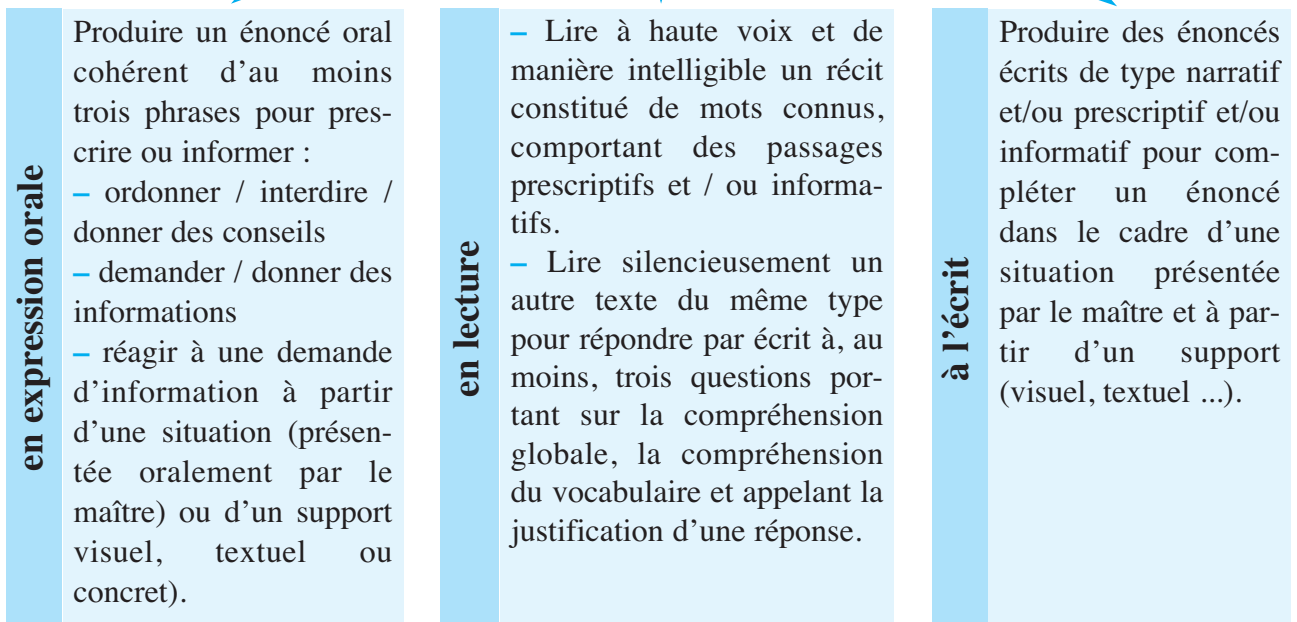 en expression orale
Produire un énoncé oral
cohérent d'au moins
trois phrases pour pres-
crire ou informer :
– ordonner / interdire /
donner des conseils
– demander / donner des
informations
– réagir à une demande
d'information à partir
d'une situation (présen-
tée oralement par le
maître) ou d'un support
visuel, textuel ou
concret).
en lecture
– Lire à haute voix et de
manière intelligible un récit
constitué de mots connus,
comportant des passages
prescriptifs et / ou informa-
tifs.
– Lire silencieusement un
autre texte du même type
pour répondre par écrit à, au
moins, trois questions por-
tant sur la compréhension
globale, la compréhension
du vocabulaire et appelant la
justification d'une réponse.
à l'écrit
Produire des énoncés
écrits de type narratif
et/ou prescriptif et/ou
informatif pour com-
pléter un énoncé
dans le cadre d'une
situation présentée
par le maître et à par-
tir d'un support
(visuel, textuel ...).